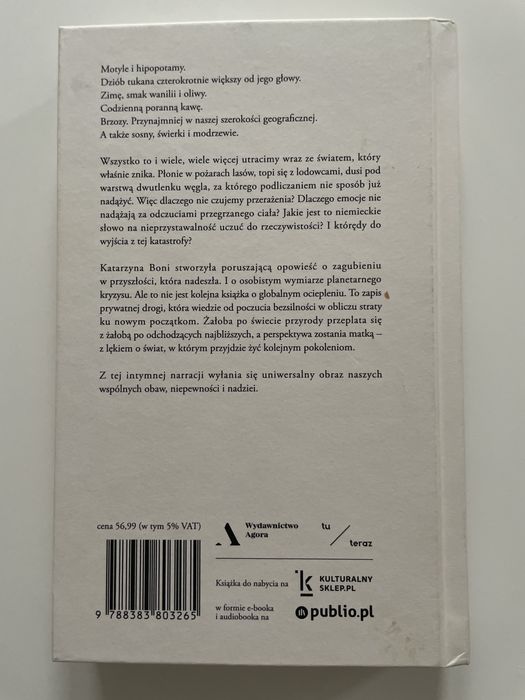 Motyle i hipopotamy.
Dziób tukana czterokrotnie większy od jego głowy.
Zimę, smak wanilii i oliwy.
Codzienną poranną kawę.
Brzozy. Przynajmniej w naszej szerokości geograficznej.
A także sosny, świerki i modrzewie.
Wszystko to i wiele, wiele więcej utracimy wraz ze światem, który
właśnie znika. Płonie w pożarach lasów, topi się z lodowcami, dusi pod
warstwą dwutlenku węgla, za którego podliczaniem nie sposób już
nadążyć. Więc dlaczego nie czujemy przerażenia? Dlaczego emocje nie
nadążają za odczuciami przegrzanego ciała? Jakie jest to niemieckie
słowo na nieprzystawalność uczuć do rzeczywistości? I którędy do
wyjścia z tej katastrofy?
Katarzyna Boni stworzyła poruszającą opowieść o zagubieniu
w przyszłości, która nadeszła. I o osobistym wymiarze planetarnego
kryzysu. Ale to nie jest kolejna książka o globalnym ociepleniu. To zapis
prywatnej drogi, która wiedzie od poczucia bezsilności w obliczu straty
ku nowym początkom. Żałoba po świecie przyrody przeplata się
z żałobą po odchodzących najbliższych, a perspektywa zostania matką –
z lękiem o świat, w którym przyjdzie żyć kolejnym pokoleniom.
Z tej intymnej narracji wyłania się uniwersalny obraz naszych
wspólnych obaw, niepewności i nadziei.
cena 56,99 (w tym 5% VAT)
9 788383 803265
A
Wydawnictwo
Agora
tu
/
teraz
Książka do nabycia na
k KULTURALNY
SKLEP.PL
w formie e-booka
i audiobooka na
publio.pl